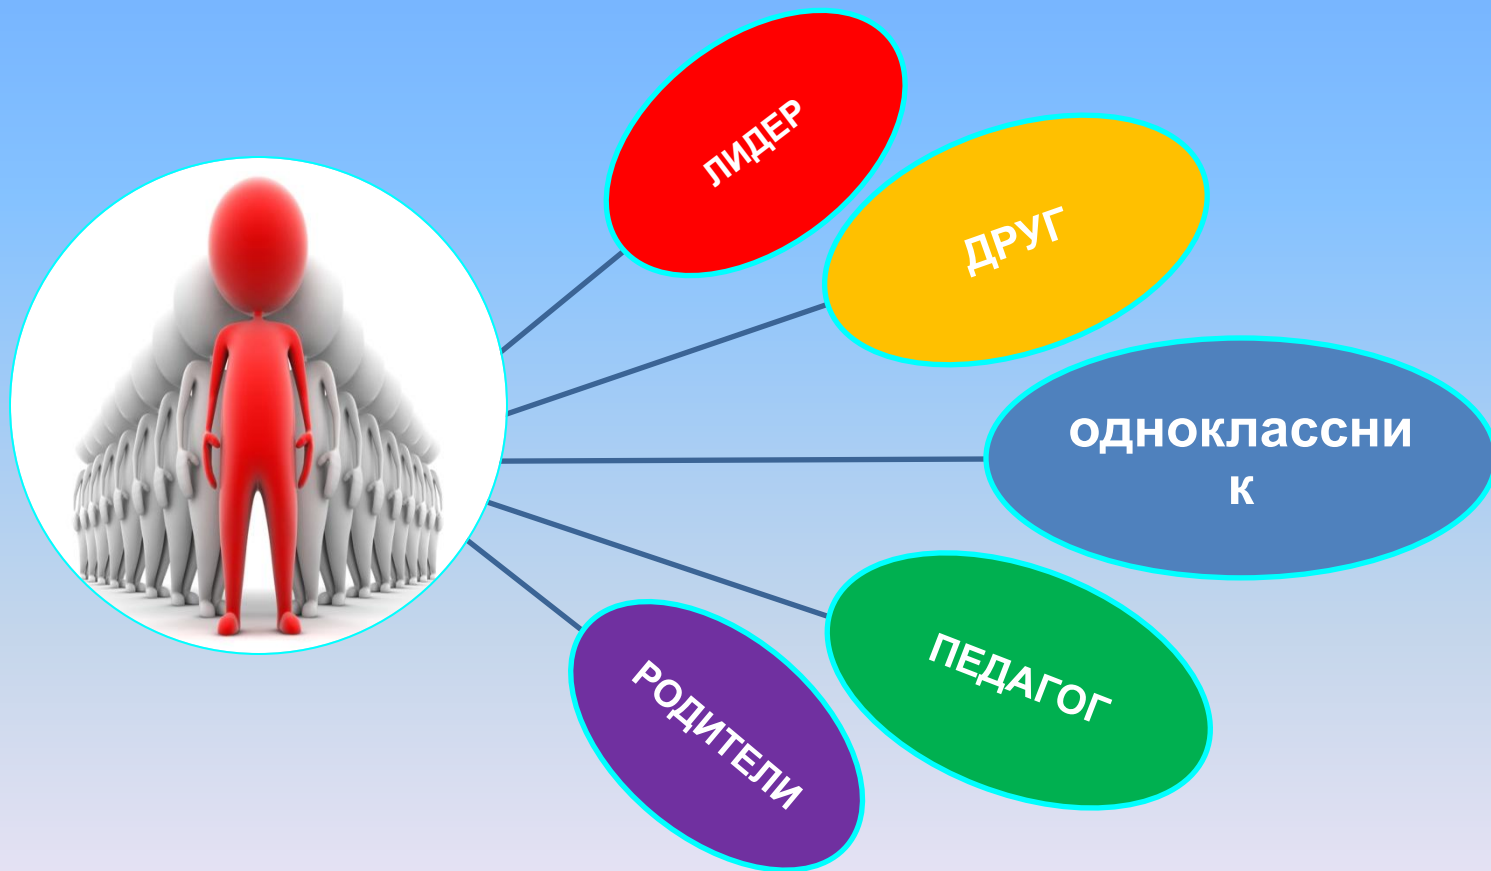 ЛИДЕР
ДРУГ
одноклассни
к
ПЕДАГОГ
РОДИТЕЛИ